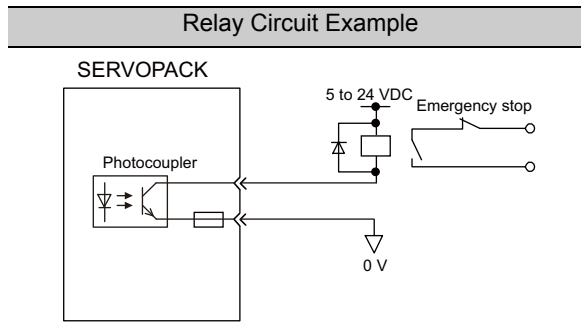 Relay Circuit Example
SERVOPACK
5 to 24 VDC
Emergency stop
Photocoupler
0 V